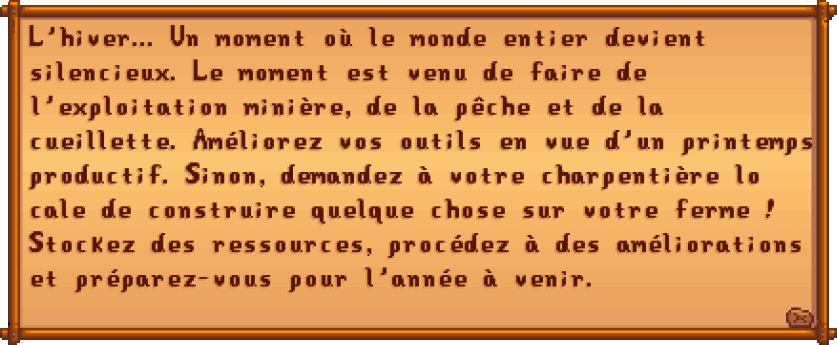 L'hiver... Un moment où le monde entier devient
silencieux. Le moment est venu de faire de
l'exploitation minière, de la pêche et de la
cueillette. Améliorez vos outils en vue d'un printemps
productif. Sinon, demandez à votre charpentière lo
cale de construire quelque chose sur votre ferme !
Stockez des ressources, procédez à des améliorations
et préparez-vous pour l'année à venir.